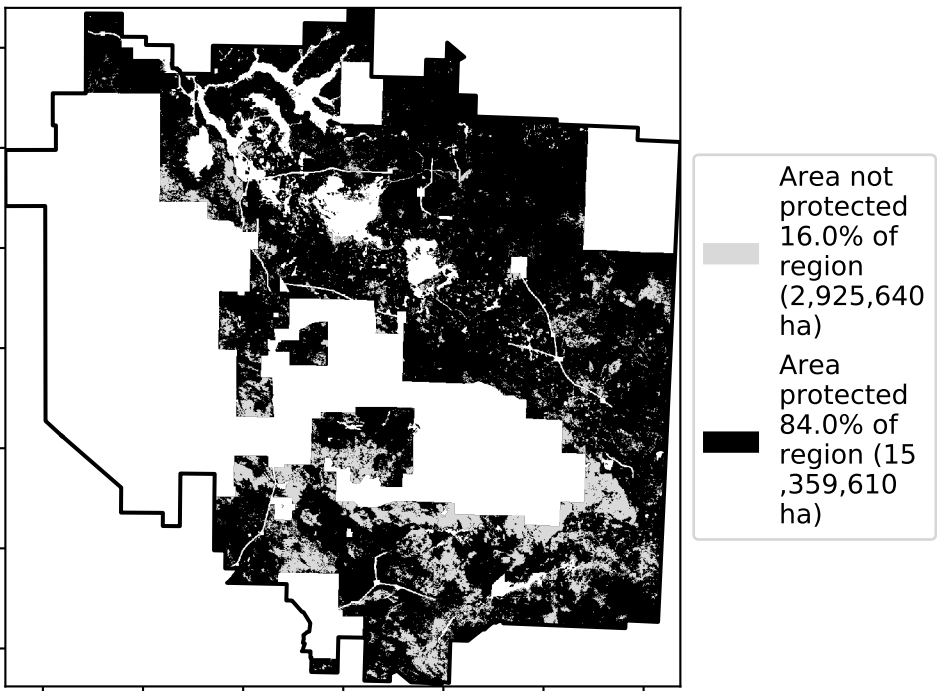 Area not
protected
16.0% of
region
(2,925,640
ha)
Area
protected
84.0% of
region (15
,359,610
ha)